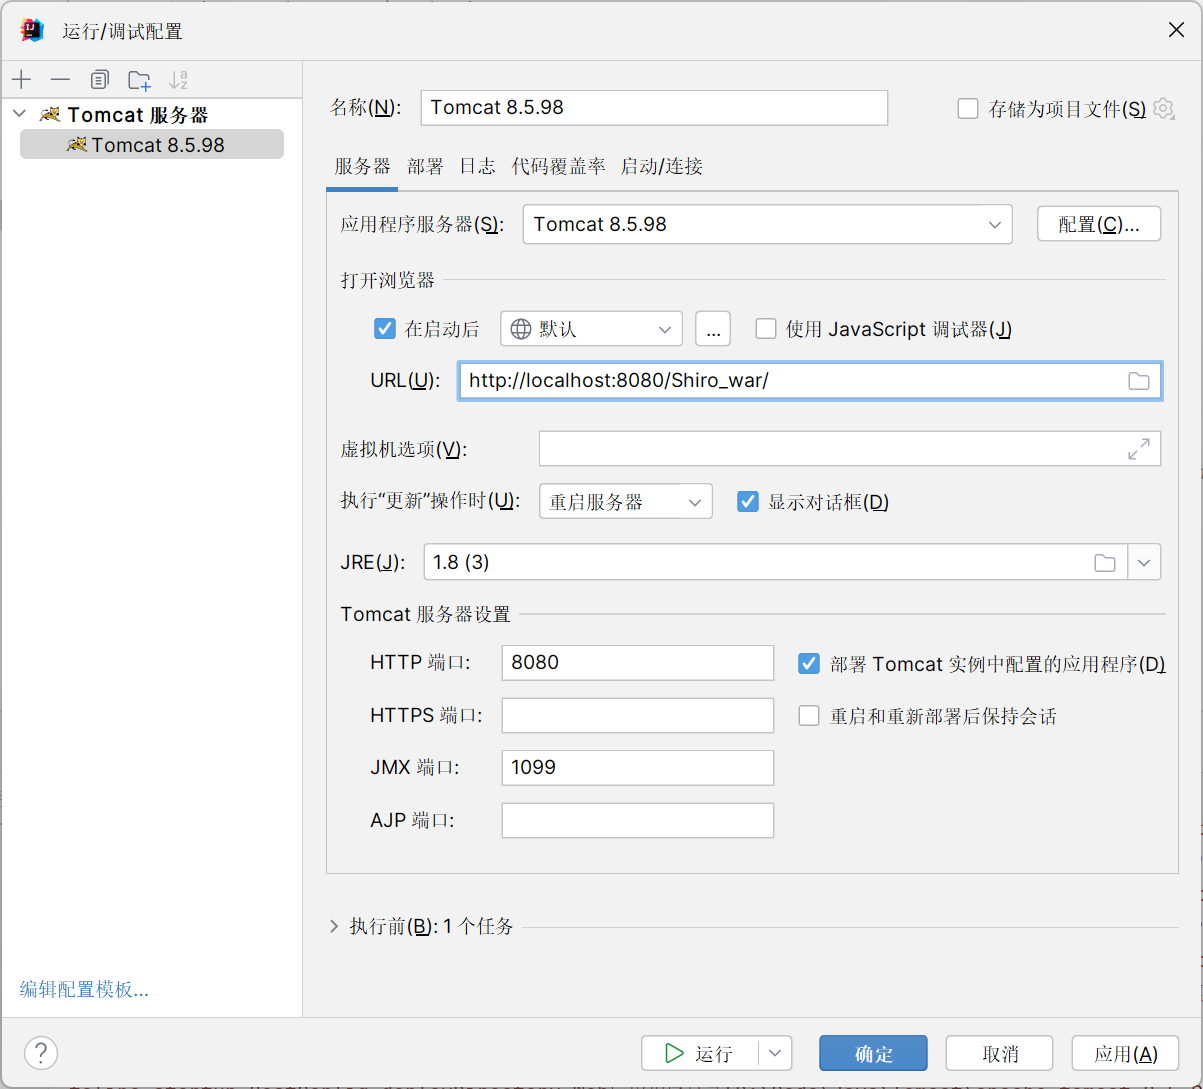 运行/调试配置
Tomcat 服务器
Tomcat 8.5.98
名称(N): Tomcat 8.5.98 存储为项目文件(S)
服务器 部署 日志 代码覆盖率 启动/连接
应用程序服务器(S): Tomcat 8.5.98 配置(C)...
打开浏览器
在启动后 默认 ... 使用 JavaScript 调试器(J)
URL(U): http://localhost:8080/Shiro_war/
虚拟机选项(V):
执行“更新”操作时(U): 重启服务器 显示对话框(D)
JRE(J): 1.8 (3)
Tomcat 服务器设置
HTTP 端口: 8080 部署 Tomcat 实例中配置的应用程序(D)
HTTPS 端口: 重启和重新部署后保持会话
JMX 端口: 1099
AJP 端口:
执行前(B): 1 个任务
编辑配置模板...
? 运行 确定 取消 应用(A)